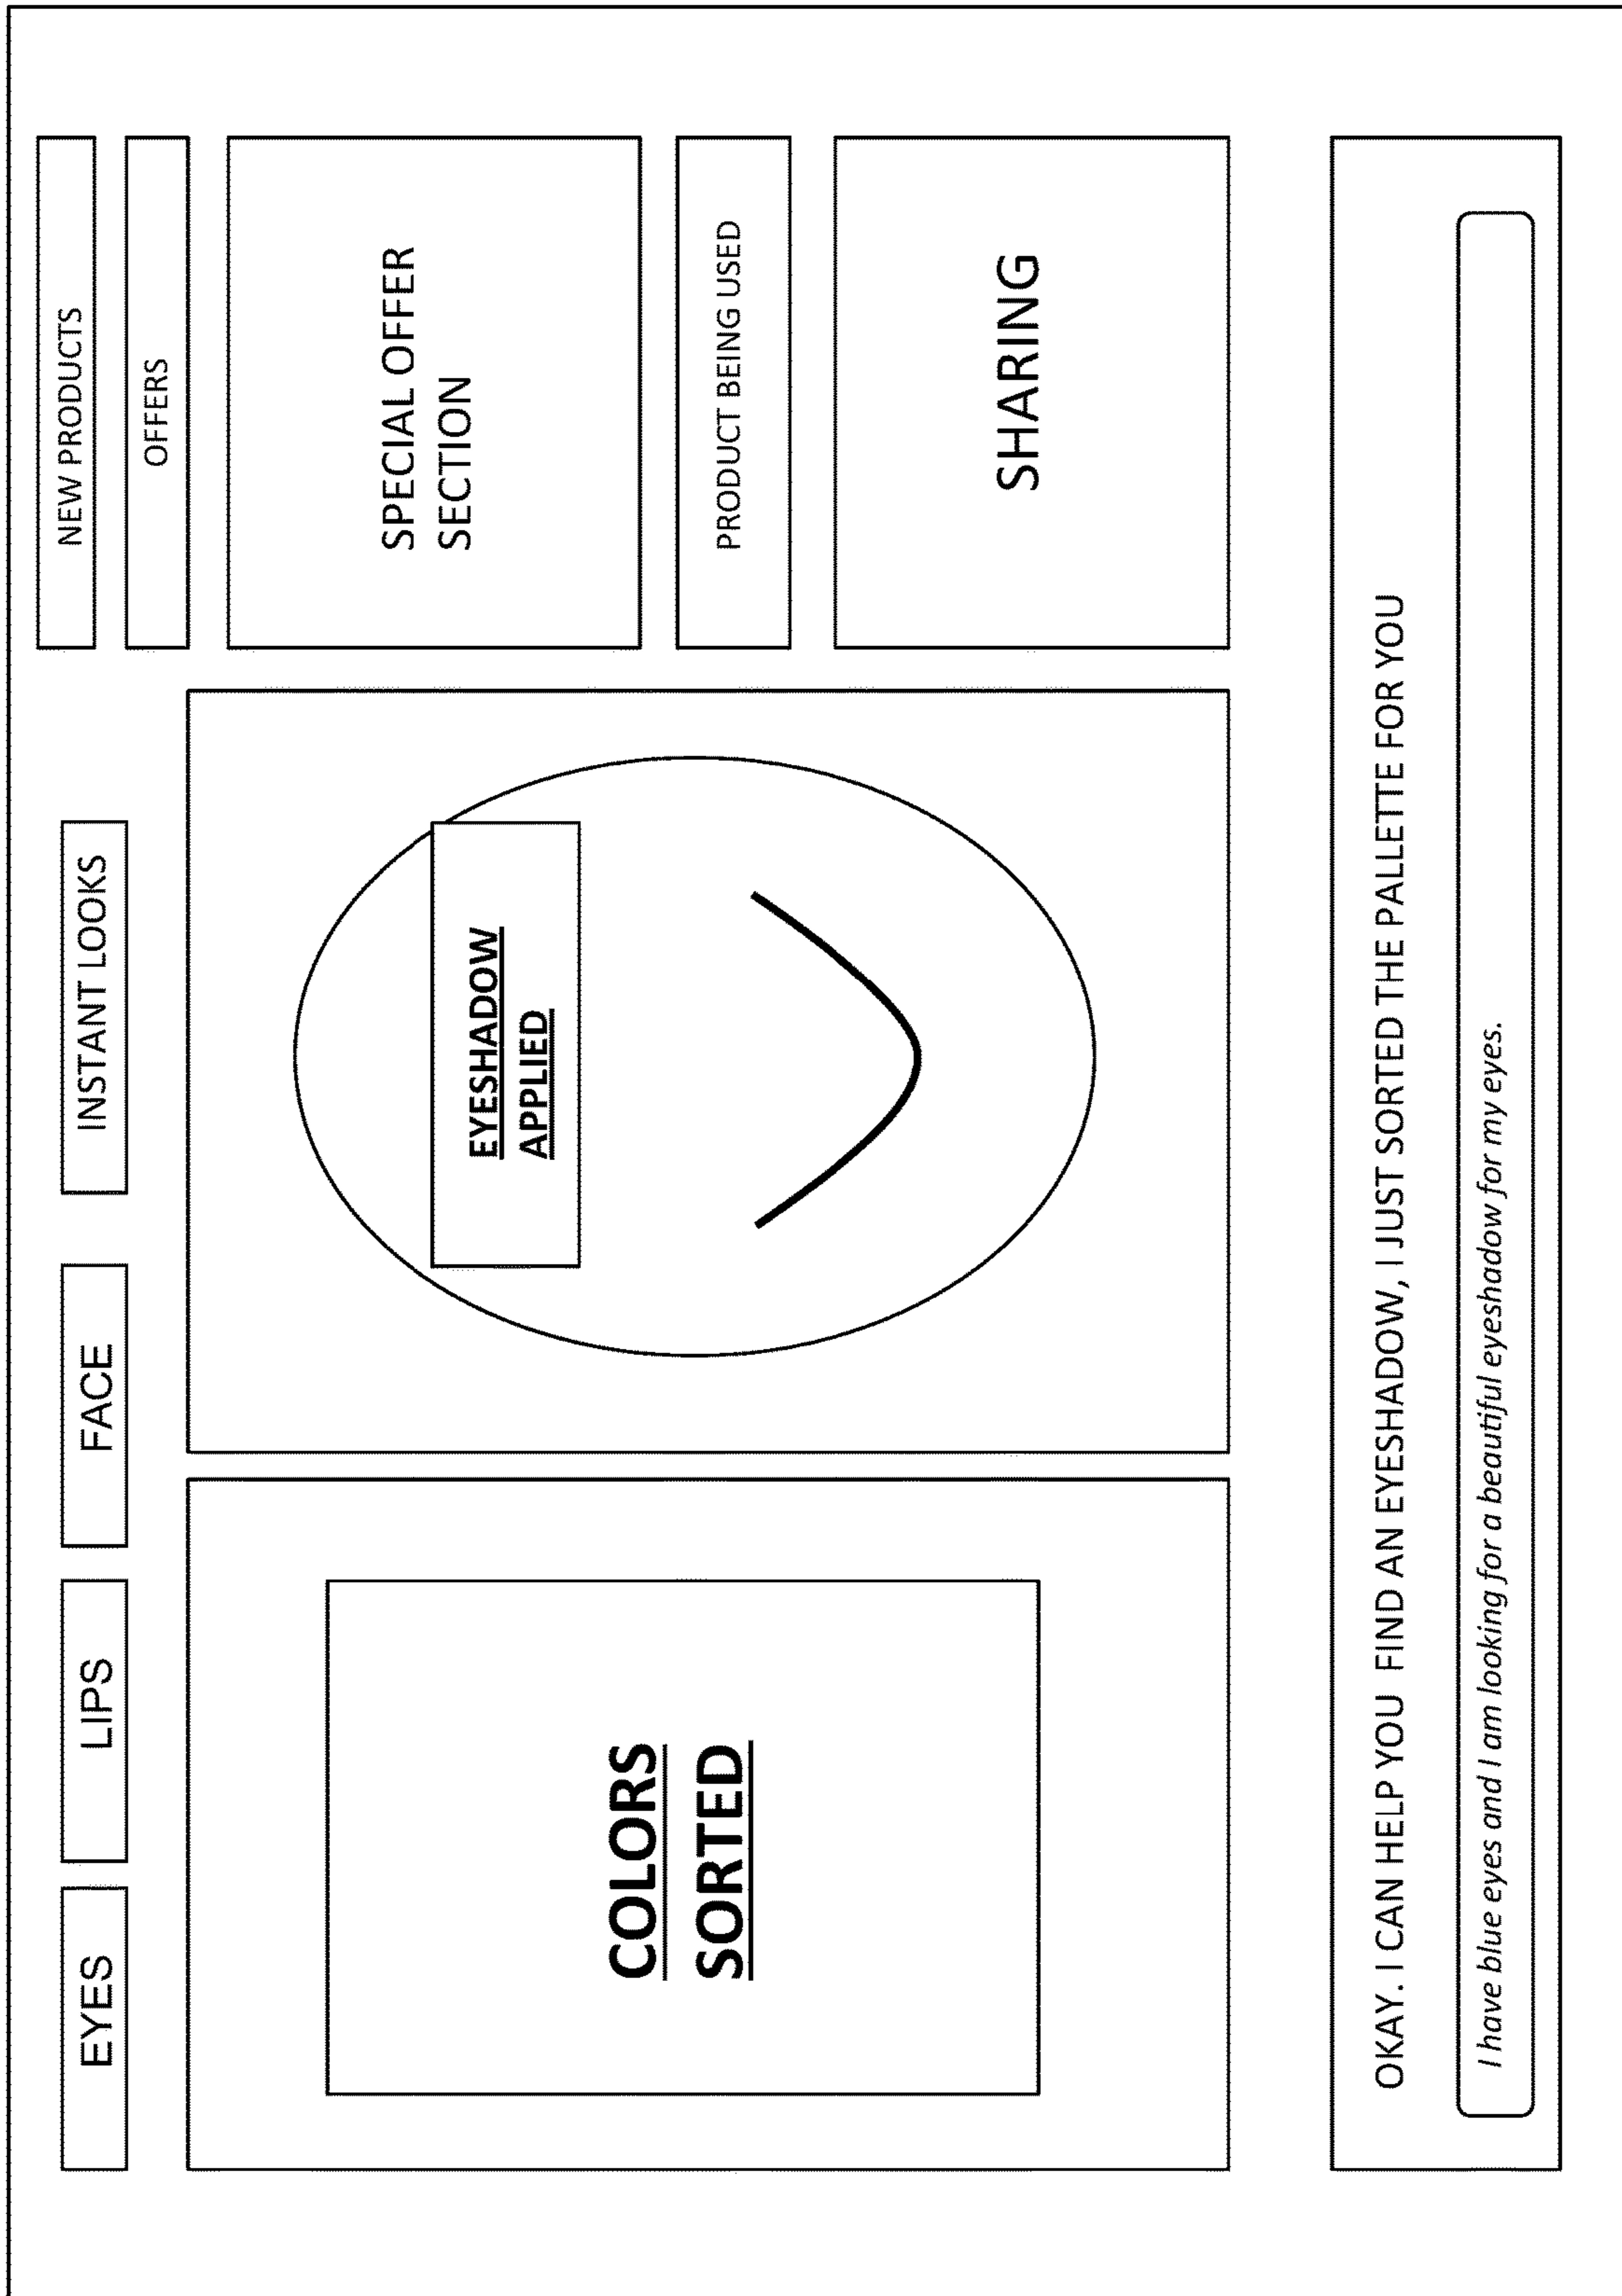 EYES
LIPS
FACE
INSTANT LOOKS
NEW PRODUCTS
OFFERS
COLORS
SORTED
EYESHADOW
APPLIED
SPECIAL OFFER
SECTION
PRODUCT BEING USED
SHARING
OKAY. I CAN HELP YOU FIND AN EYESHADOW, I JUST SORTED THE PALLETTE FOR YOU
I have blue eyes and I am looking for a beautiful eyeshadow for my eyes.